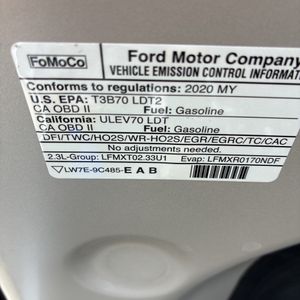 FoMoCo
Ford Motor Company
VEHICLE EMISSION CONTROL
Conforms to regulations: 2020 MY
U.S. EPA: T3B70 LDT2
CA OBD II Fuel: Gasoline
California: ULEV70 LDT
CA OBD II Fuel: Gasoline
DFI/TWC/HO2S/WR-HO2S/EGR/EGRC/TC/CAC
No adjustments needed.
2.3L-Group: LFMXT02.33U1 Evap: LFMXR0170NDF
LW7E-9C485-E A B